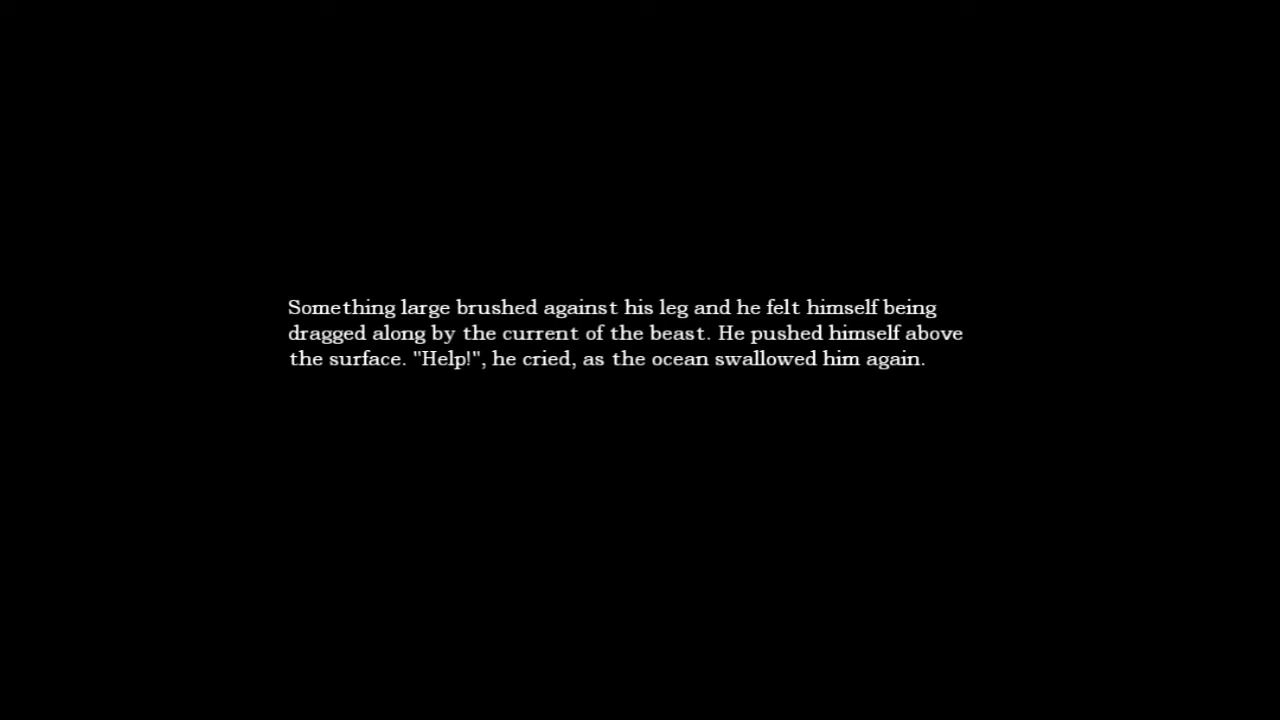 Something large brushed against his leg and he felt himself being
dragged along by the current of the beast. He pushed himself above
the surface. "Help!", he cried, as the ocean swallowed him again.